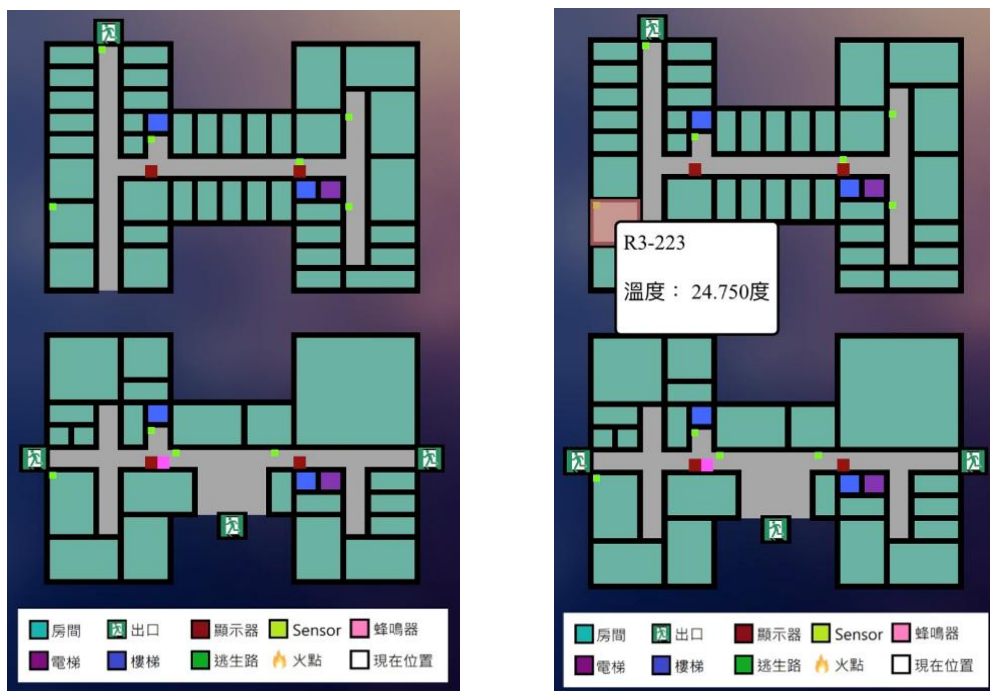 房間
出口
顯示器
Sensor
蜂鳴器
電梯
樓梯
逃生路
火點
現在位置
R3-223
溫度： 24.750度
房間
出口
顯示器
Sensor
蜂鳴器
電梯
樓梯
逃生路
火點
現在位置